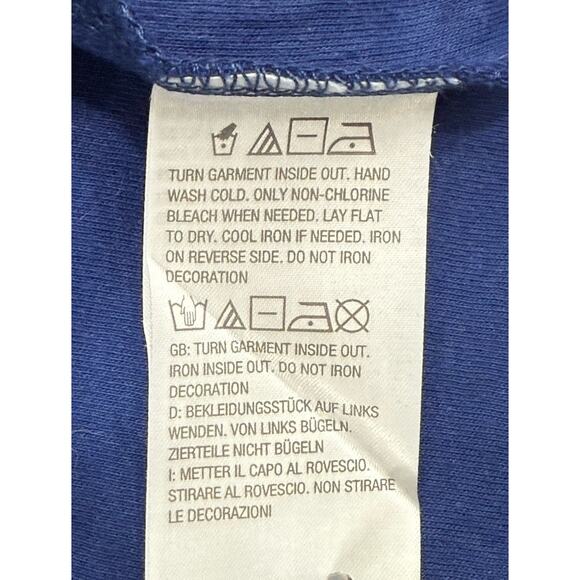 TURN GARMENT INSIDE OUT. HAND
WASH COLD. ONLY NON-CHLORINE
BLEACH WHEN NEEDED. LAY FLAT
TO DRY. COOL IRON IF NEEDED. IRON
ON REVERSE SIDE. DO NOT IRON
DECORATION
GB: TURN GARMENT INSIDE OUT.
IRON INSIDE OUT. DO NOT IRON
DECORATION
D: BEKLEIDUNGSSTÜCK AUF LINKS
WENDEN. VON LINKS BÜGELN.
ZIERTEILE NICHT BÜGELN
I: METTER IL CAPO AL ROVESCIO.
STIRARE AL ROVESCIO. NON STIRARE
LE DECORAZIONI